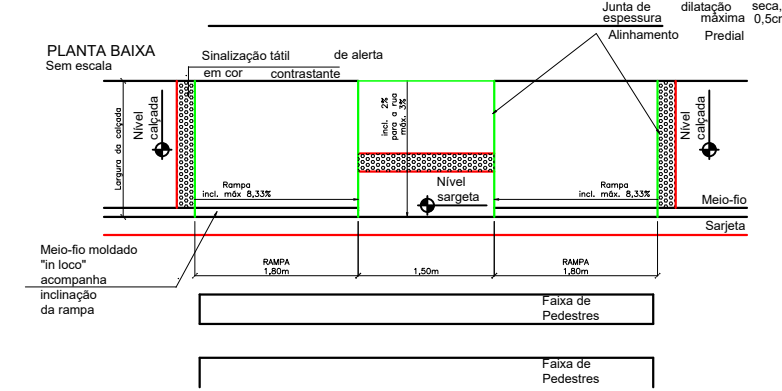 Junta de dilatação seca,
espessura máxima 0,5cm
Alinhamento Predial
PLANTA BAIXA
Sem escala
Sinalização tátil de alerta
em cor contrastante
Largura da calçada
Nível
calçada
incl. 2%
para a rua
máx. 3%
Nível
calçada
Rampa
incl. máx 8,33%
Nível
sargeta
Rampa
incl. máx 8,33%
Meio-fio
Sarjeta
Meio-fio moldado
"in loco"
acompanha
inclinação
da rampa
RAMPA
1,80m
1,50m
RAMPA
1,80m
Faixa de
Pedestres
Faixa de
Pedestres